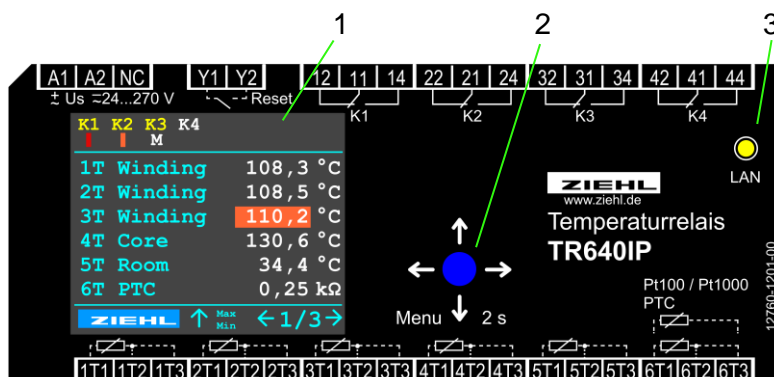 1 2 3
A1 A2 NC Y1 Y2 12 11 14 22 21 24 32 31 34 42 41 44
± Us ≂24...270 V Reset K1 K2 K3 K4
K1 K2 K3 K4
M
1T Winding 108,3 °C
2T Winding 108,5 °C
3T Winding 110,2 °C
4T Core 130,6 °C
5T Room 34,4 °C
6T PTC 0,25 kΩ
ZIEHL ↑ Max Min ← 1/3 →
Menu 2 s
LAN
ZIEHL
www.ziehl.de
Temperaturrelais
TR640IP
Pt100 / Pt1000
PTC
12760-1201-00
1T1 1T2 1T3 2T1 2T2 2T3 3T1 3T2 3T3 4T1 4T2 4T3 5T1 5T2 5T3 6T1 6T2 6T3